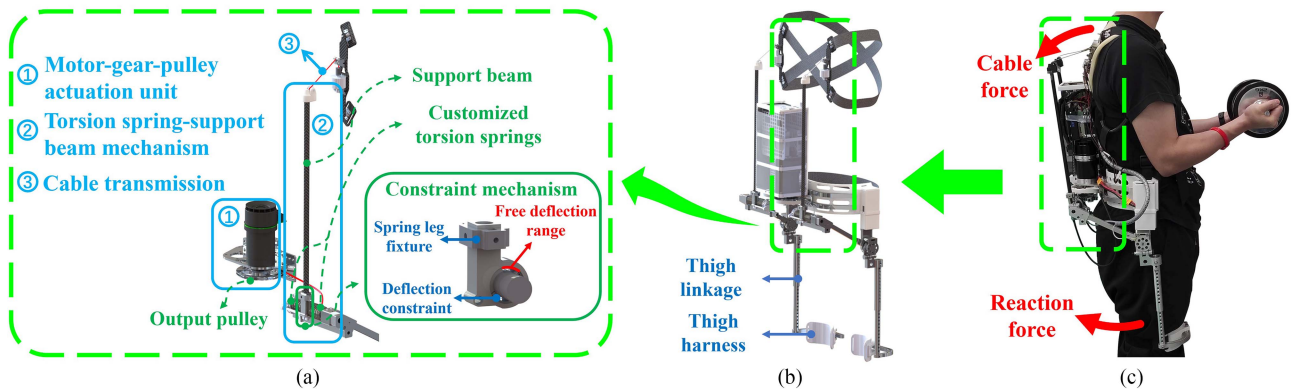 ① Motor-gear-pulley
actuation unit
② Torsion spring-support
beam mechanism
③ Cable transmission
③
②
①
Support beam
Customized
torsion springs
Output pulley
Constraint mechanism
Free deflection
range
Spring leg
fixture
Deflection
constraint
(a)
Thigh
linkage
Thigh
harness
(b)
Cable
force
Reaction
force
(c)